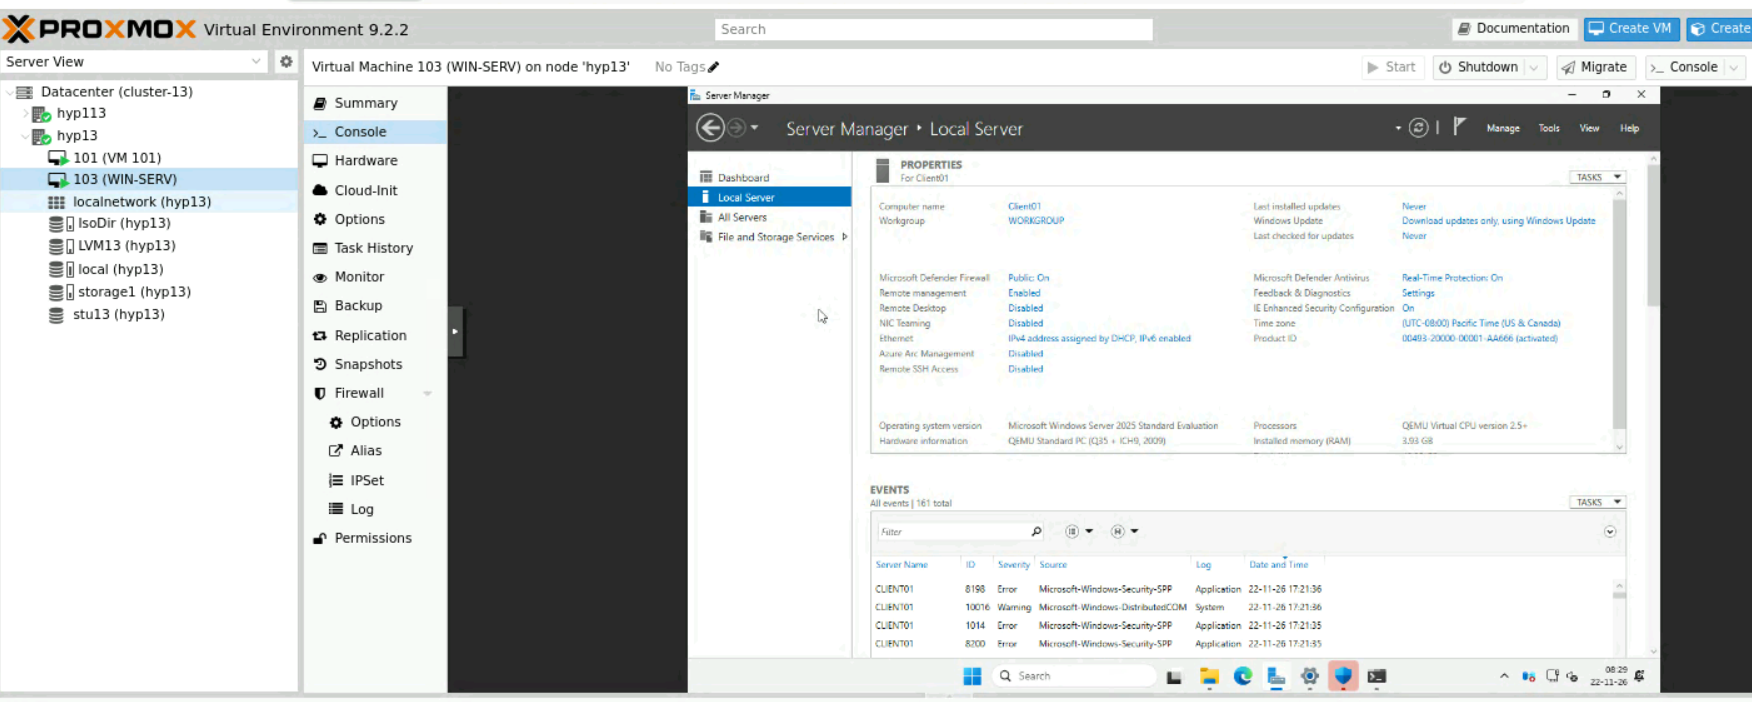 PROXMOX Virtual Environment 9.2.2
Search
Documentation
Create VM
Create
Server View
Virtual Machine 103 (WIN-SERV) on node 'hyp13'
No Tags
Start
Shutdown
Migrate
Console
Datacenter (cluster-13)
hyp113
hyp13
101 (VM 101)
103 (WIN-SERV)
localnetwork (hyp13)
IsoDir (hyp13)
LVM13 (hyp13)
local (hyp13)
storage1 (hyp13)
stu13 (hyp13)
Summary
Console
Hardware
Cloud-Init
Options
Task History
Monitor
Backup
Replication
Snapshots
Firewall
Options
Alias
IPSet
Log
Permissions
Server Manager
Server Manager • Local Server
Manage
Tools
View
Help
Dashboard
Local Server
All Servers
File and Storage Services
PROPERTIES
For Client01
TASKS
Computer name Client01
Workgroup WORKGROUP
Last installed updates Never
Windows Update Download updates only, using Windows Update
Last checked for updates Never
Microsoft Defender Firewall Public: On
Remote management Enabled
Remote Desktop Disabled
NIC Teaming Disabled
Ethernet IPv4 address assigned by DHCP, IPv6 enabled
Azure Arc Management Disabled
Remote SSH Access Disabled
Microsoft Defender Antivirus Real-Time Protection: On
Feedback & Diagnostics Settings
IE Enhanced Security Configuration On
Time zone (UTC-08:00) Pacific Time (US & Canada)
Product ID 00493-20000-00001-AA666 (activated)
Operating system version Microsoft Windows Server 2025 Standard Evaluation
Hardware information QEMU Standard PC (Q35 + ICH9, 2009)
Processors QEMU Virtual CPU version 2.5+
Installed memory (RAM) 3.93 GB
EVENTS
All events | 161 total
TASKS
Filter
Server Name ID Severity Source Log Date and Time
CLIENT01 8198 Error Microsoft-Windows-Security-SPP Application 22-11-26 17:21:36
CLIENT01 10016 Warning Microsoft-Windows-DistributedCOM System 22-11-26 17:21:36
CLIENT01 1014 Error Microsoft-Windows-Security-SPP Application 22-11-26 17:21:35
CLIENT01 8200 Error Microsoft-Windows-Security-SPP Application 22-11-26 17:21:35
Search
08:29
22-11-26